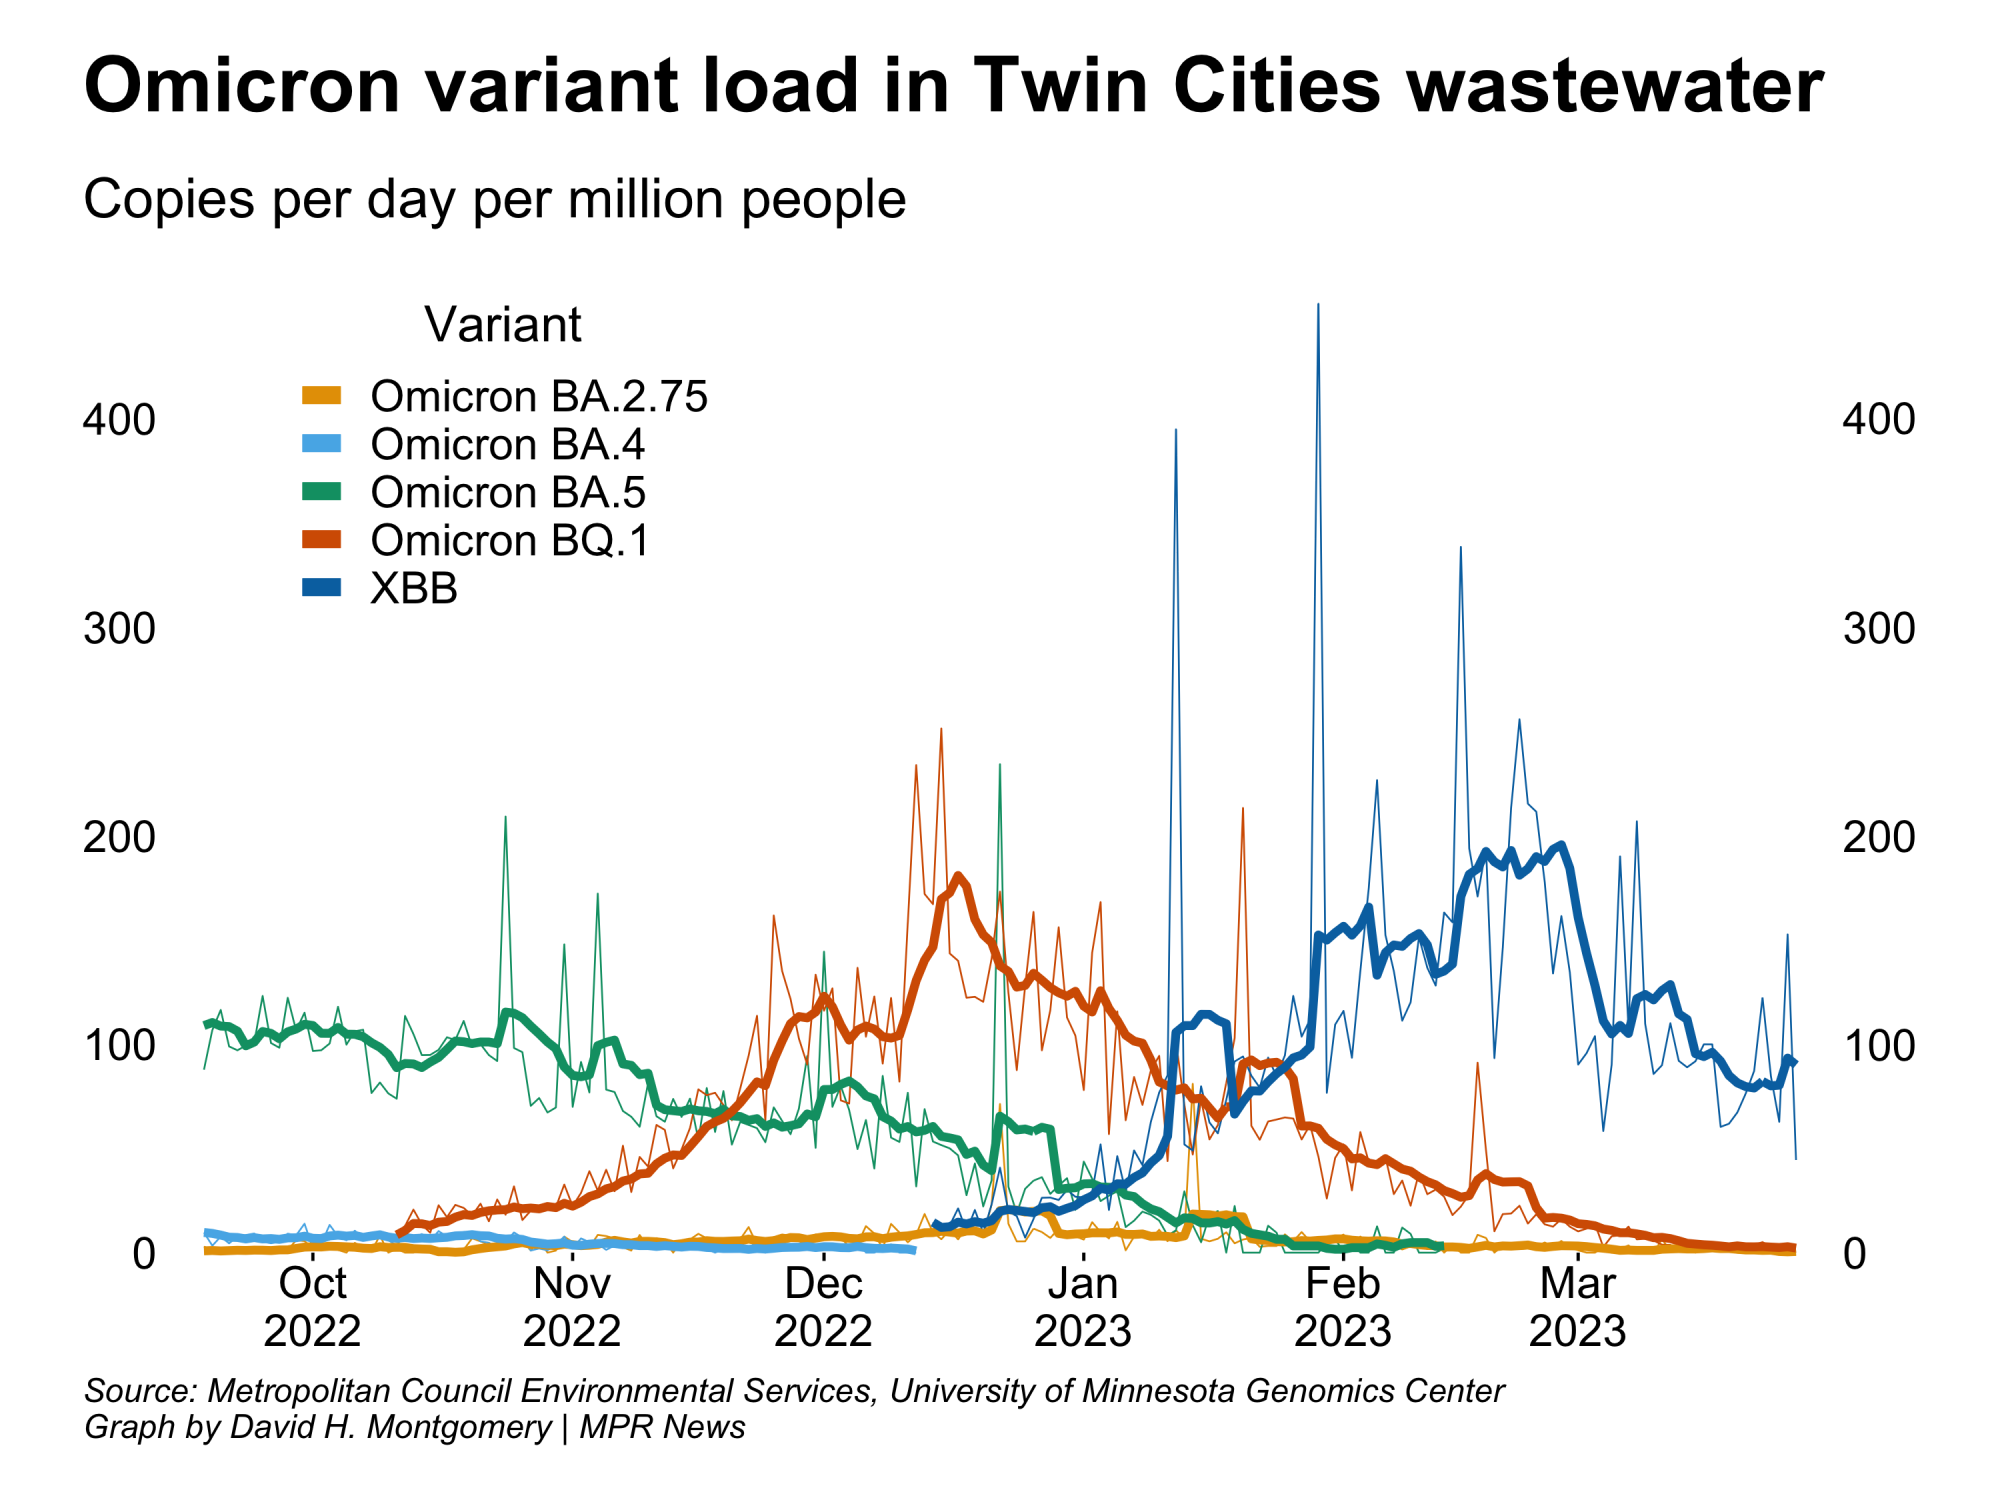 Omicron variant load in Twin Cities wastewater
Copies per day per million people
Variant
Omicron BA.2.75
Omicron BA.4
Omicron BA.5
Omicron BQ.1
XBB
400 400
300 300
200 200
100 100
0 0
Oct Nov Dec Jan Feb Mar
2022 2022 2022 2023 2023 2023
Source: Metropolitan Council Environmental Services, University of Minnesota Genomics Center
Graph by David H. Montgomery | MPR News